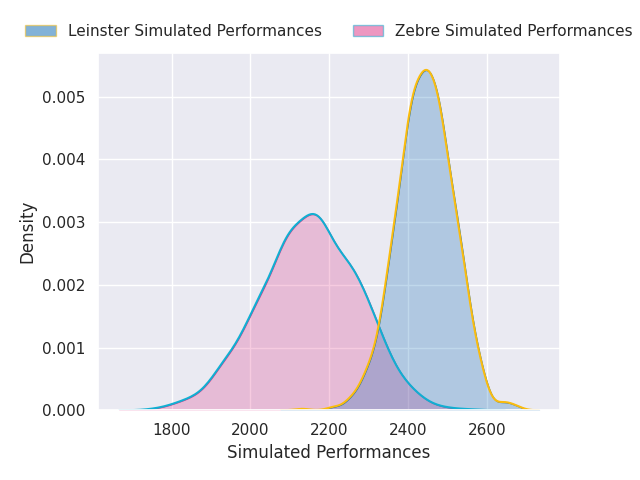 Leinster Simulated Performances
Zebre Simulated Performances
0.005
0.004
0.003
0.002
0.001
0.000
Density
1800
2000
2200
2400
2600
Simulated Performances